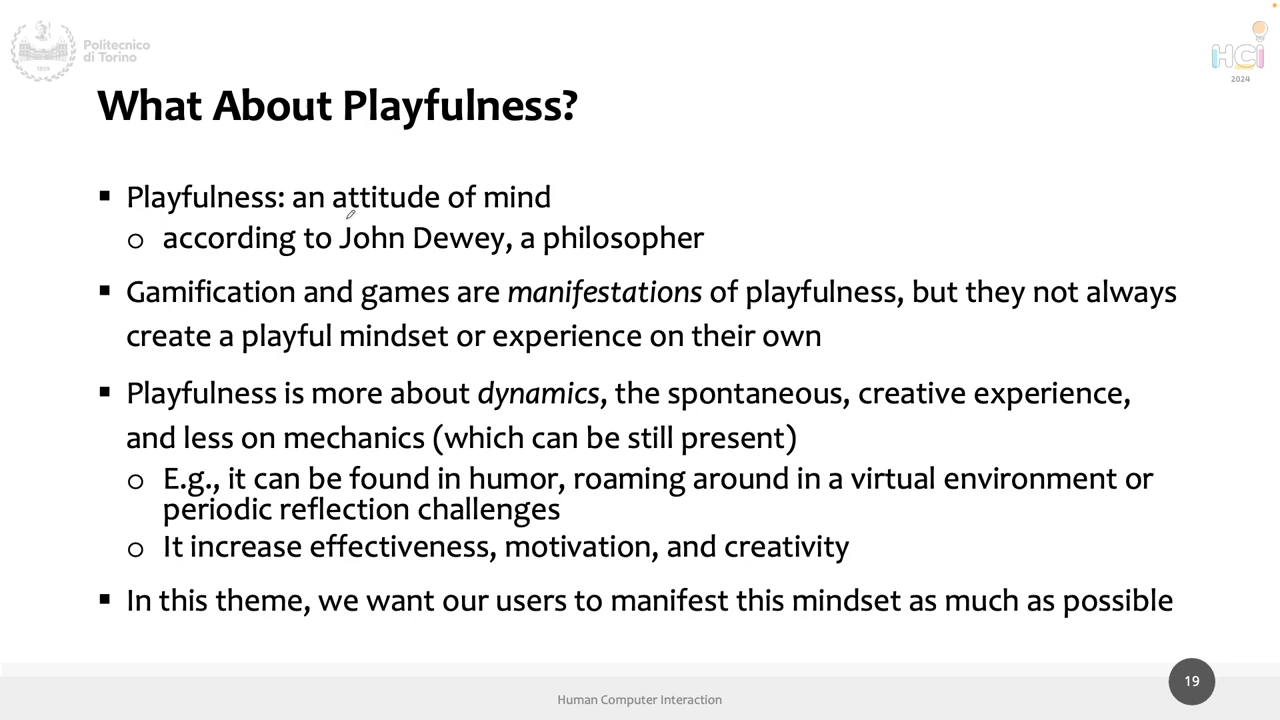 Politecnico
di Torino
1859
HCI
2024
What About Playfulness?
▪ Playfulness: an attitude of mind
o according to John Dewey, a philosopher
▪ Gamification and games are manifestations of playfulness, but they not always
create a playful mindset or experience on their own
▪ Playfulness is more about dynamics, the spontaneous, creative experience,
and less on mechanics (which can be still present)
o E.g., it can be found in humor, roaming around in a virtual environment or
periodic reflection challenges
o It increase effectiveness, motivation, and creativity
▪ In this theme, we want our users to manifest this mindset as much as possible
Human Computer Interaction
19